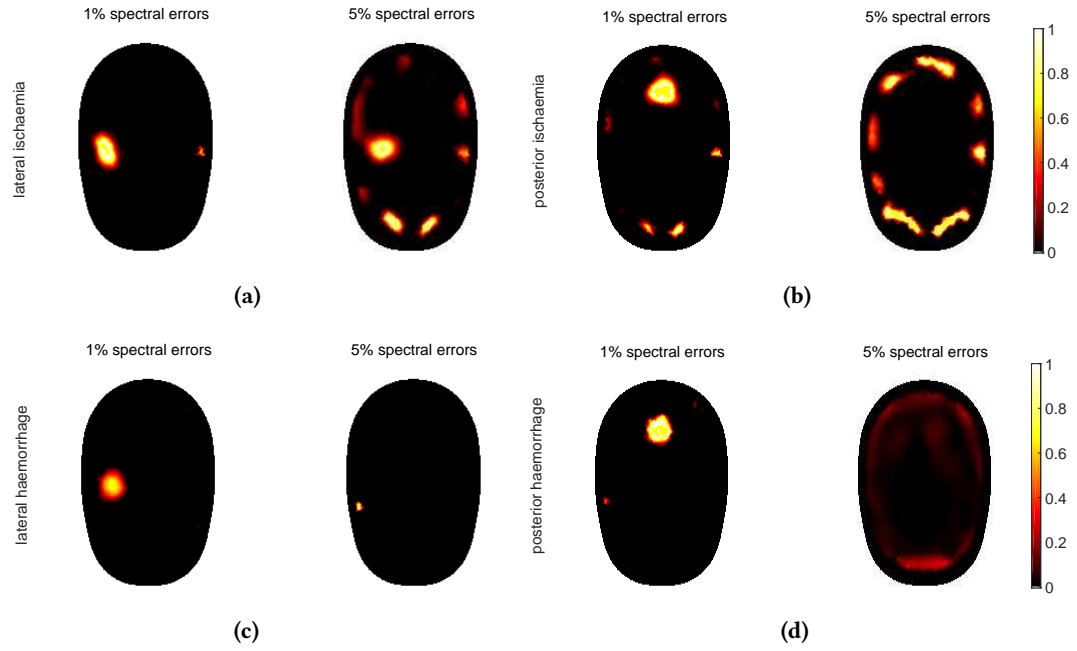 1% spectral errors
5% spectral errors
1% spectral errors
5% spectral errors
lateral ischaemia
posterior ischaemia
1
0.8
0.6
0.4
0.2
0
(a)
(b)
1% spectral errors
5% spectral errors
1% spectral errors
5% spectral errors
lateral haemorrhage
posterior haemorrhage
1
0.8
0.6
0.4
0.2
0
(c)
(d)